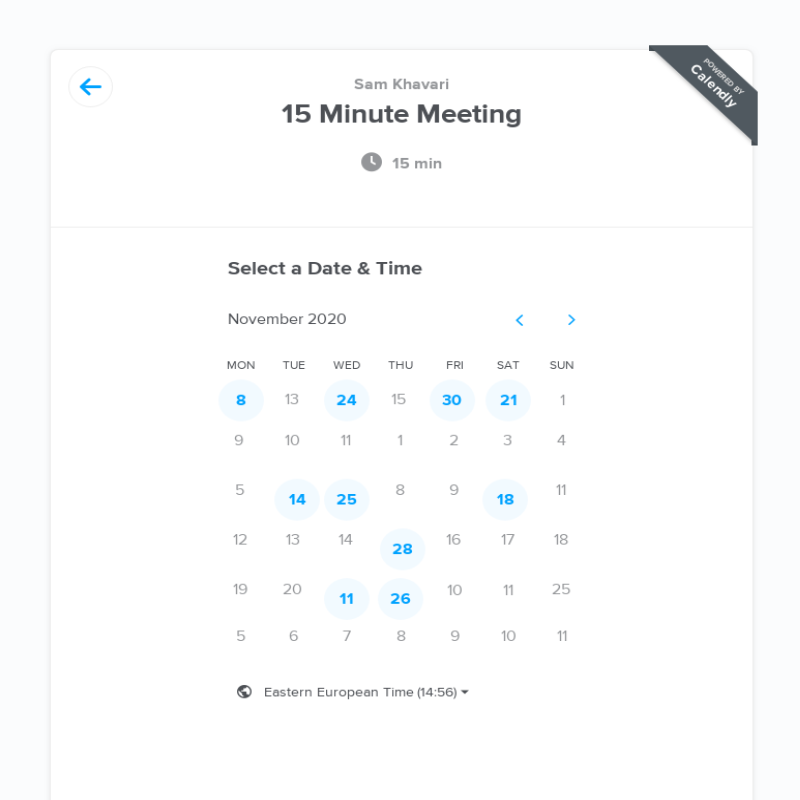 POWERED BY
Calendly
Sam Khavari
15 Minute Meeting
15 min
Select a Date & Time
November 2020
MON TUE WED THU FRI SAT SUN
8 13 24 15 30 21 1
9 10 11 1 2 3 4
5 14 25 8 9 18 11
12 13 14 28 16 17 18
19 20 11 26 10 11 25
5 6 7 8 9 10 11
Eastern European Time (14:56)